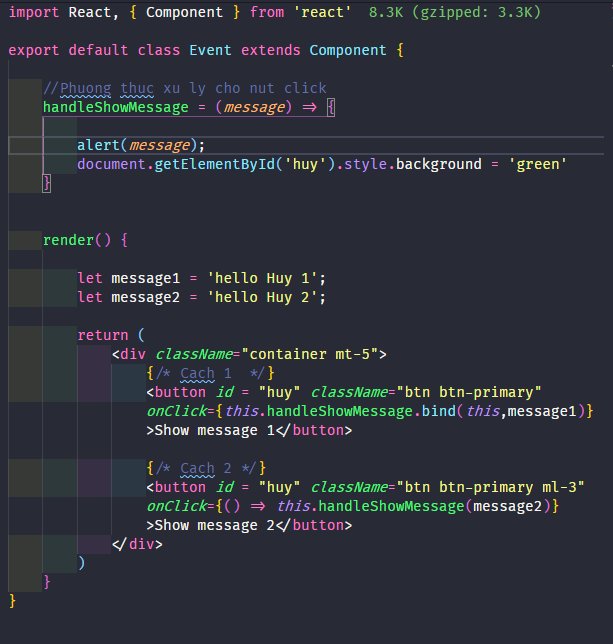 import React, { Component } from 'react' 8.3K (gzipped: 3.3K)
export default class Event extends Component {
//Phuong thuc xu ly cho nut click
handleShowMessage = (message) => {
alert(message);
document.getElementById('huy').style.background = 'green'
}
render() {
let message1 = 'hello Huy 1';
let message2 = 'hello Huy 2';
return (
<div className="container mt-5">
{/* Cach 1  */}
<button id = "huy" className="btn btn-primary"
onClick={this.handleShowMessage.bind(this,message1)}
>Show message 1</button>
{/* Cach 2 */}
<button id = "huy" className="btn btn-primary ml-3"
onClick={() => this.handleShowMessage(message2)}
>Show message 2</button>
</div>
)
}
}